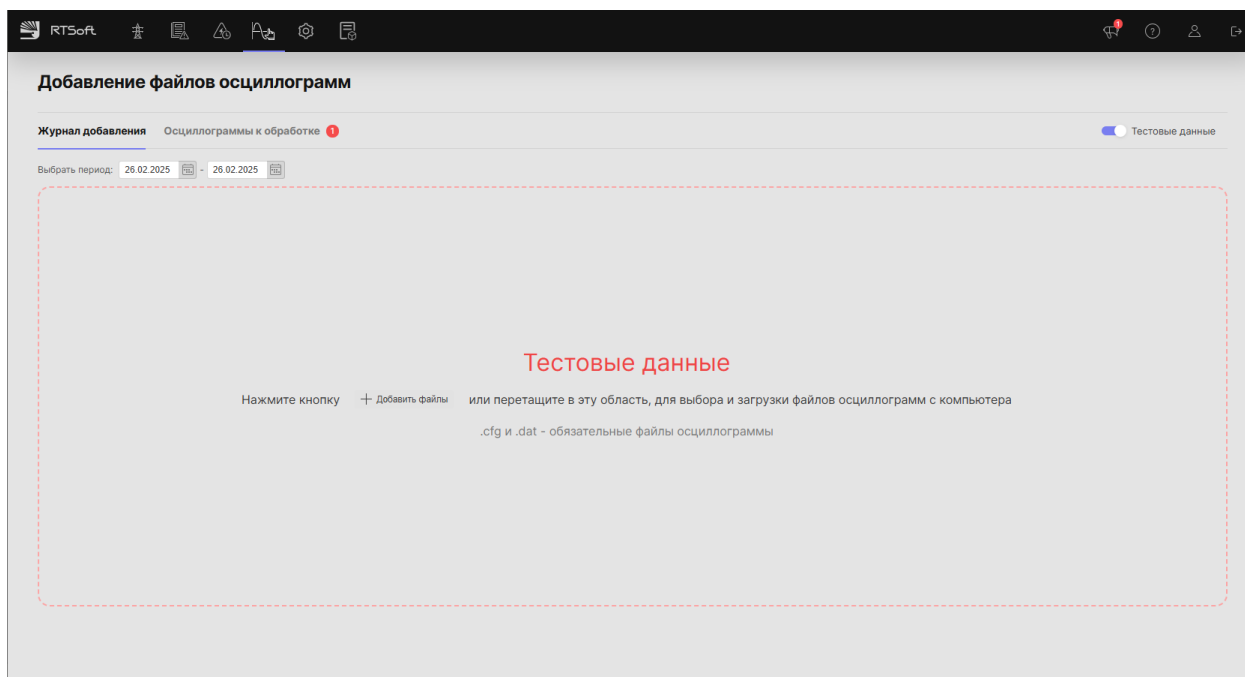 RTSoft
1
Добавление файлов осциллограмм
Журнал добавления Осциллограммы к обработке 1 Тестовые данные
Выбрать период: 26.02.2025 - 26.02.2025
Тестовые данные
Нажмите кнопку + Добавить файлы или перетащите в эту область, для выбора и загрузки файлов осциллограмм с компьютера
.cfg и .dat - обязательные файлы осциллограммы